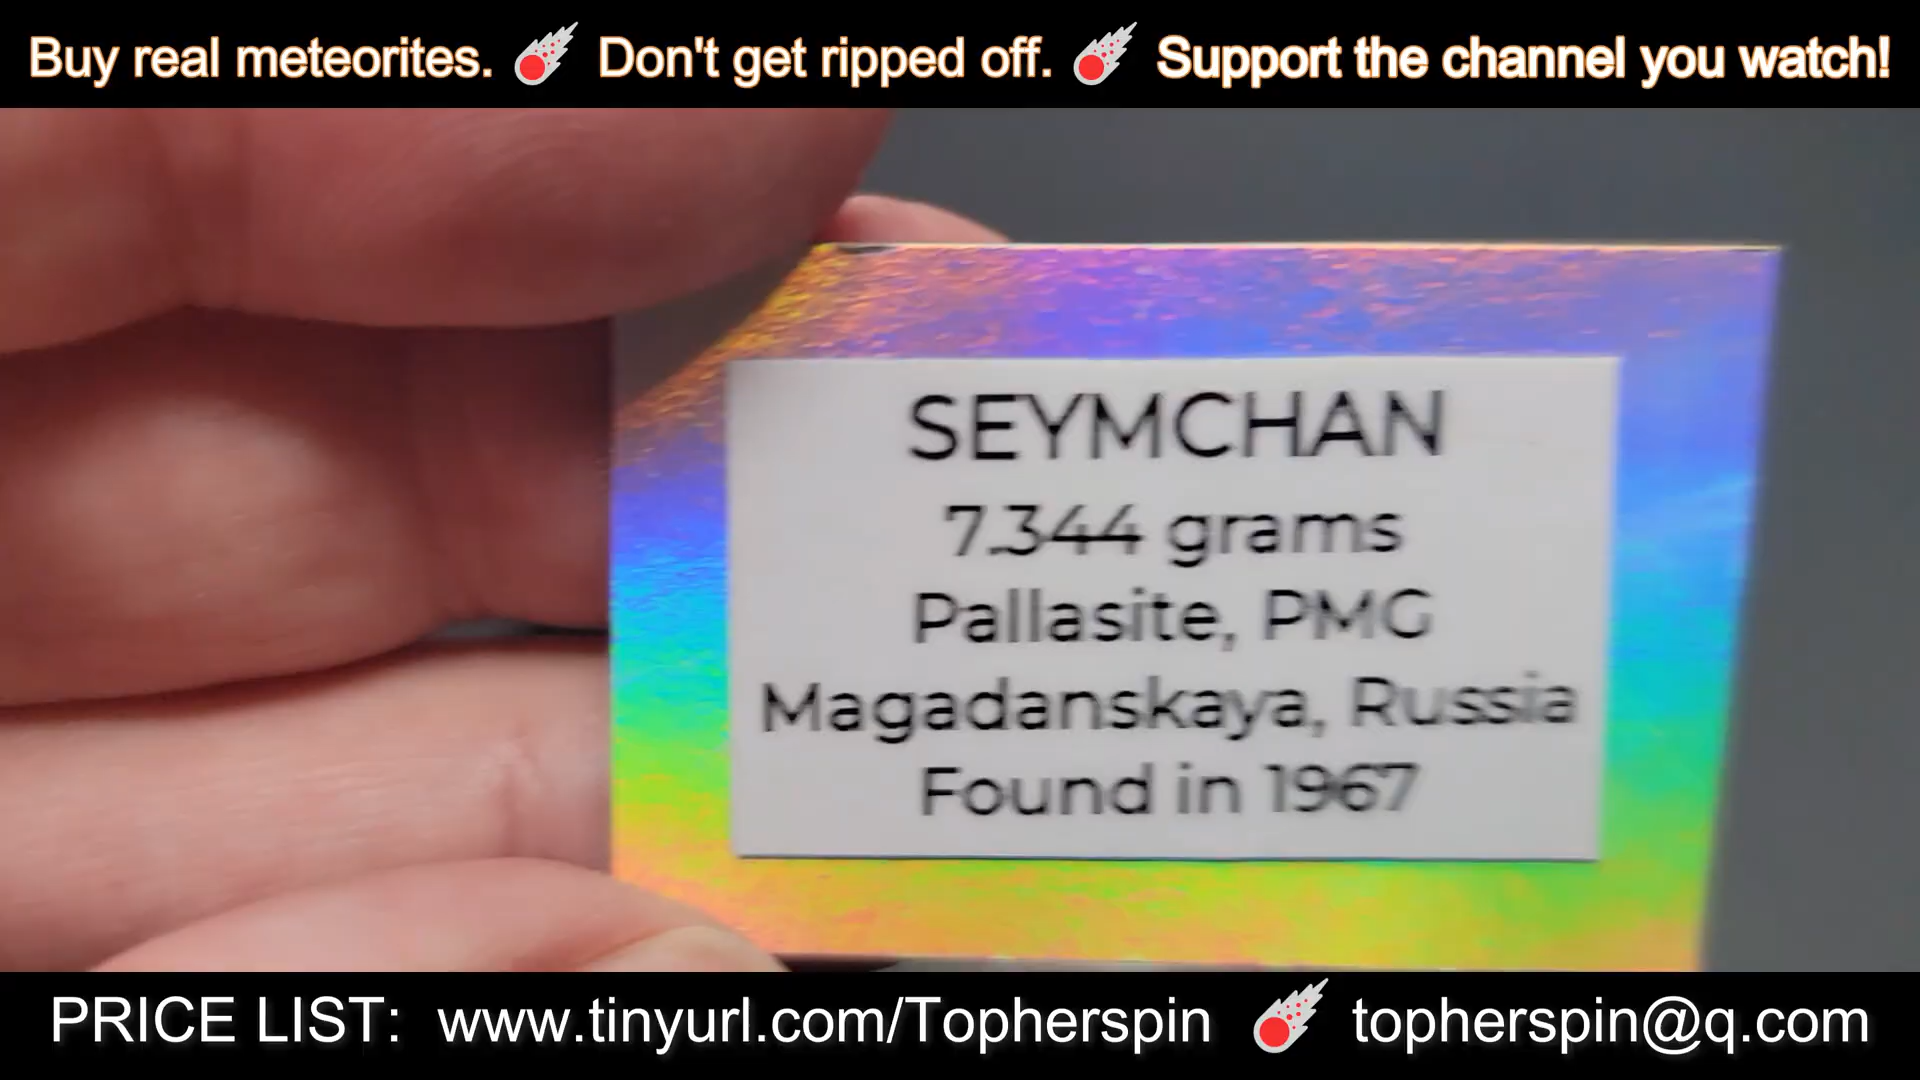 Buy real meteorites. Don't get ripped off. Support the channel you watch!
SEYMCHAN
7.344 grams
Pallasite, PMG
Magadanskaya, Russia
Found in 1967
PRICE LIST: www.tinyurl.com/Topherspin topherspin@q.com